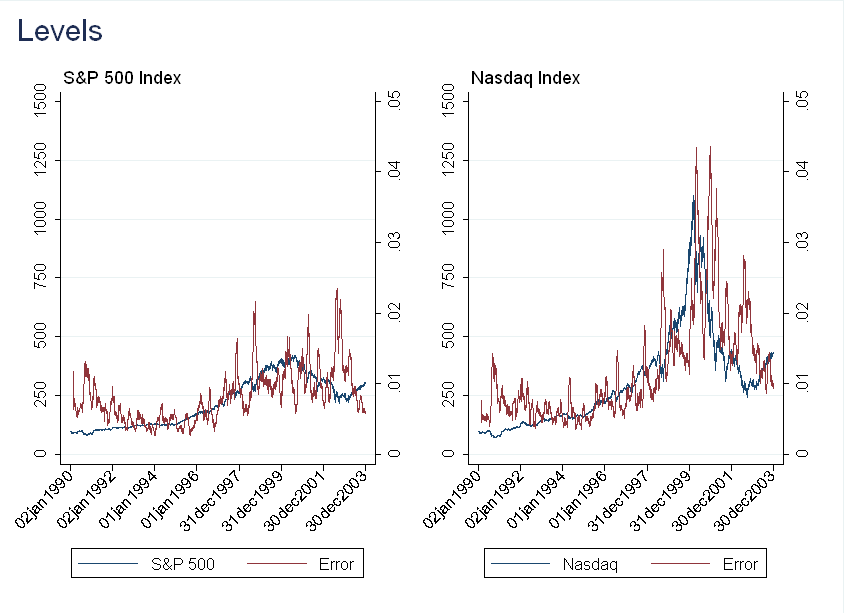 Levels
S&P 500 Index
Nasdaq Index
1500
1250
1000
750
500
250
0
.05
.04
.03
.02
.01
0
1500
1250
1000
750
500
250
0
.05
.04
.03
.02
.01
0
02jan1990
02jan1992
01jan1994
01jan1996
31dec1997
31dec1999
30dec2001
30dec2003
02jan1990
02jan1992
01jan1994
01jan1996
31dec1997
31dec1999
30dec2001
30dec2003
S&P 500 Error
Nasdaq Error